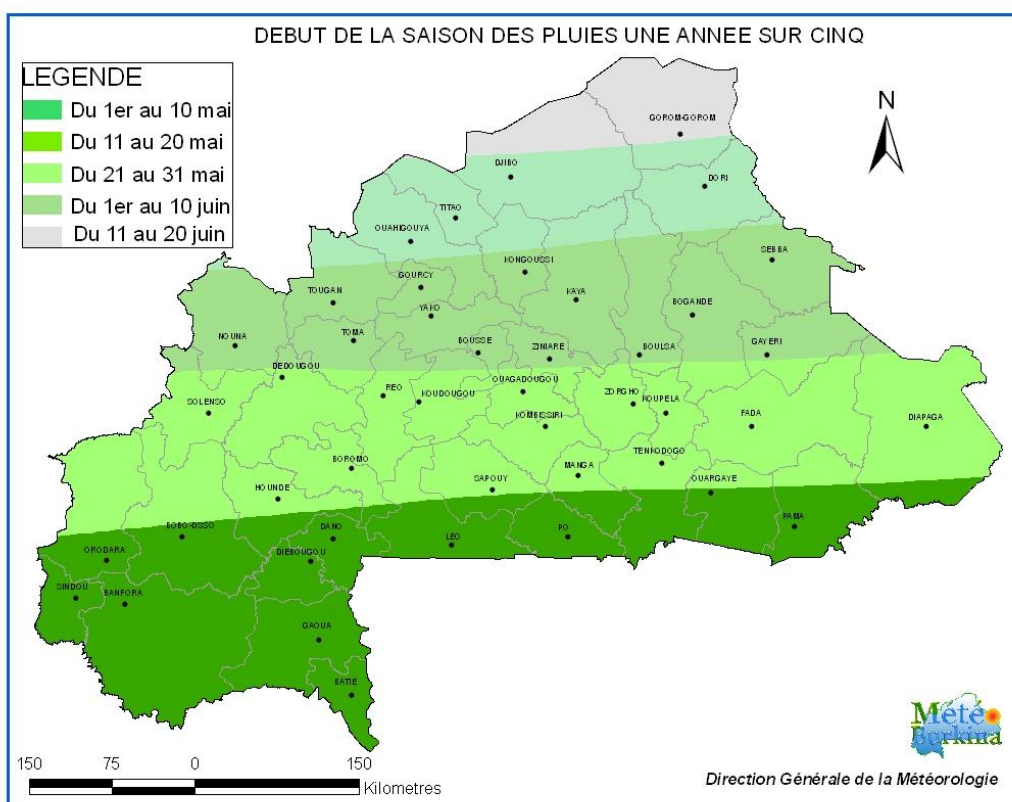 DEBUT DE LA SAISON DES PLUIES UNE ANNEE SUR CINQ
LEGENDE
Du 1er au 10 mai
Du 11 au 20 mai
Du 21 au 31 mai
Du 1er au 10 juin
Du 11 au 20 juin
N
GOROM-GOROM
DJIBO
DORI
TITAO
OUAHIGOUYA
SEBBA
KONGOUSSI
GOURCY
TOUGAN
KAYA
BOGANDE
YAKO
TOMA
NOUNA
BOUSSE
ZINIARE
BOULSA
GAYERI
DEDOUGOU
REO
KOUDOUGOU
OUAGADOUGOU
ZORGHO
KOUPELA
SOLENSO
KOMBISSIRI
FADA
DIAPAGA
BOROMO
MANGA
TENKODOGO
HOUNDE
SAPOUY
OUARGAYE
BOBO-DSSO
DANO
LEO
PO
PAMA
ORODARA
DIEBOUGOU
SINDOU
BANFORA
GAOUA
BATIE
Météo
Burkina
150 75 0 150
Kilometres
Direction Générale de la Météorologie